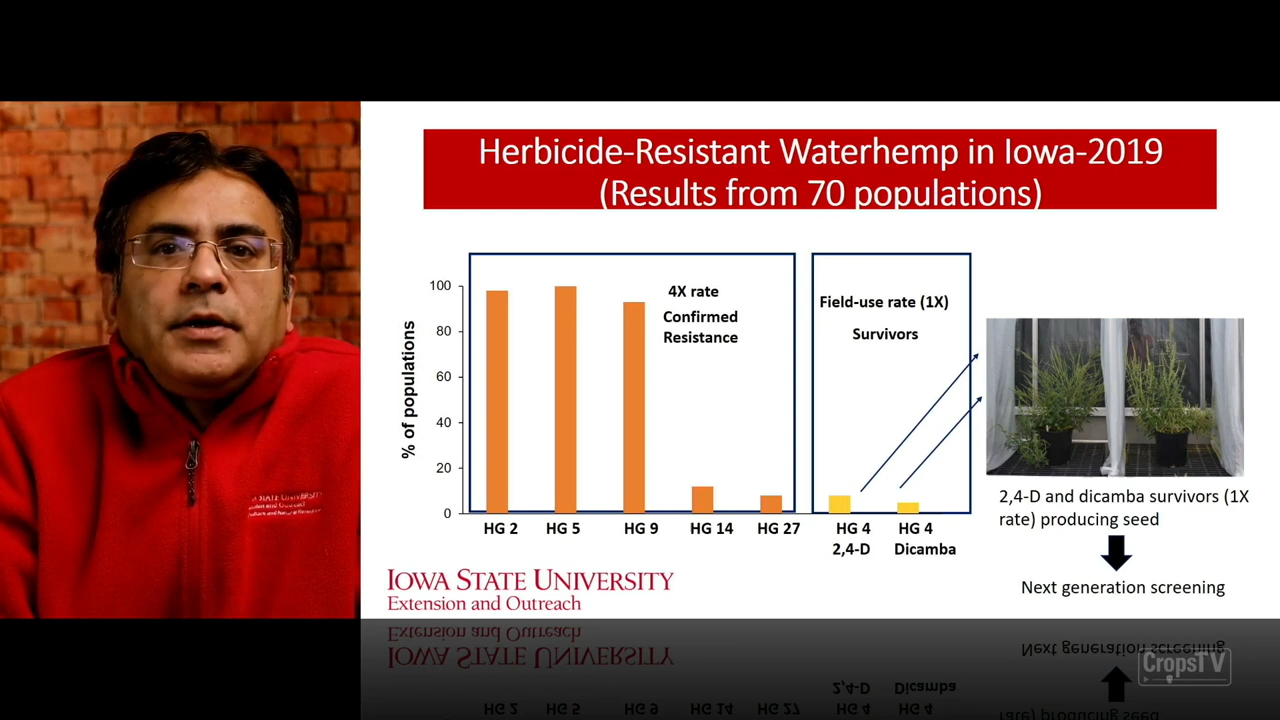 Herbicide-Resistant Waterhemp in Iowa-2019
(Results from 70 populations)
% of populations
100
80
60
40
20
0
4X rate
Confirmed
Resistance
HG 2
HG 5
HG 9
HG 14
HG 27
Field-use rate (1X)
Survivors
HG 4
2,4-D
HG 4
Dicamba
2,4-D and dicamba survivors (1X
rate) producing seed
Next generation screening
IOWA STATE UNIVERSITY
Extension and Outreach
CropsTV